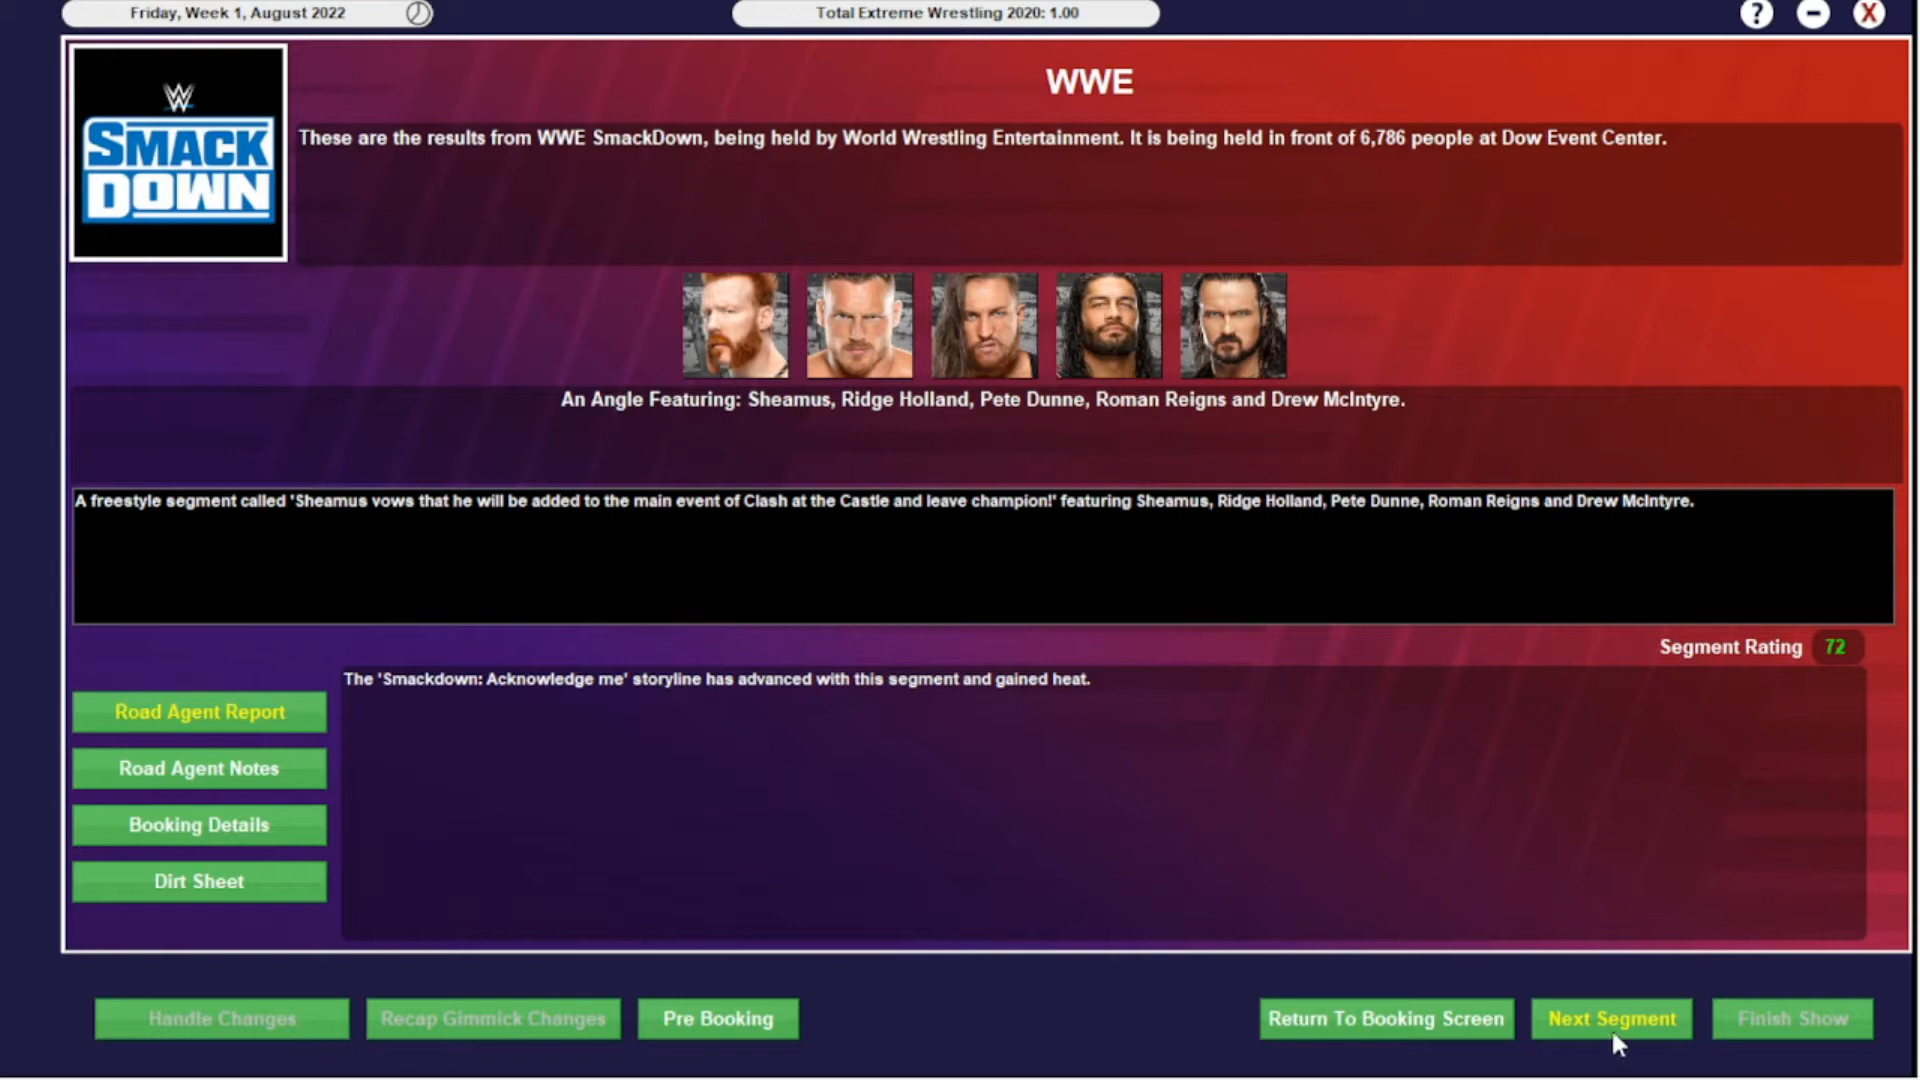 Friday, Week 1, August 2022
Total Extreme Wrestling 2020: 1.00
?
X
W
SMACK
DOWN
WWE
These are the results from WWE SmackDown, being held by World Wrestling Entertainment. It is being held in front of 6,786 people at Dow Event Center.
An Angle Featuring: Sheamus, Ridge Holland, Pete Dunne, Roman Reigns and Drew McIntyre.
A freestyle segment called 'Sheamus vows that he will be added to the main event of Clash at the Castle and leave champion!' featuring Sheamus, Ridge Holland, Pete Dunne, Roman Reigns and Drew McIntyre.
Segment Rating 72
The 'Smackdown: Acknowledge me' storyline has advanced with this segment and gained heat.
Road Agent Report
Road Agent Notes
Booking Details
Dirt Sheet
Handle Changes
Recap Gimmick Changes
Pre Booking
Return To Booking Screen
Next Segment
Finish Show